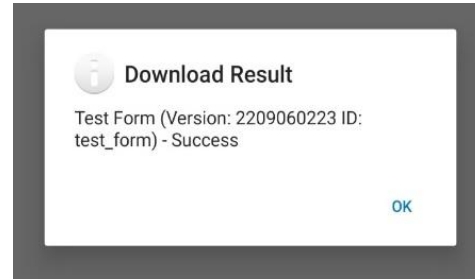 Download Result
Test Form (Version: 2209060223 ID:
test_form) - Success
OK